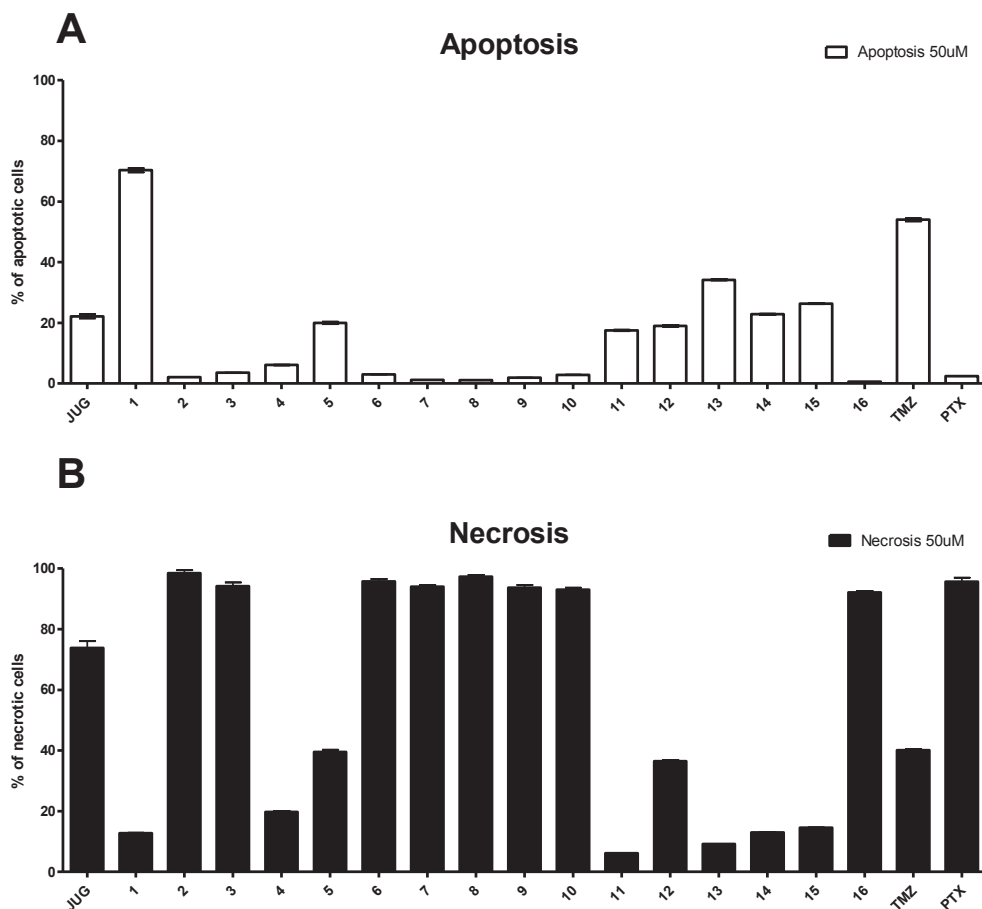 A
Apoptosis
Apoptosis 50uM
% of apoptotic cells
100
80
60
40
20
0
JUG 1 2 3 4 5 6 7 8 9 10 11 12 13 14 15 16 TMZ PTX
B
Necrosis
Necrosis 50uM
% of necrotic cells
100
80
60
40
20
0
JUG 1 2 3 4 5 6 7 8 9 10 11 12 13 14 15 16 TMZ PTX